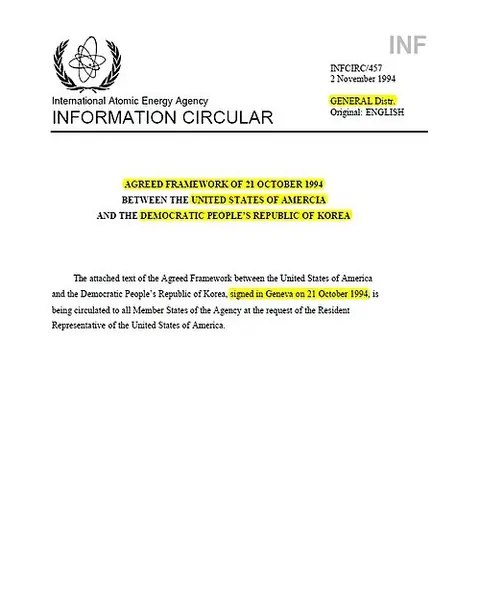 INF
INFCIRC/457
2 November 1994
GENERAL Distr.
Original: ENGLISH
International Atomic Energy Agency
INFORMATION CIRCULAR
AGREED FRAMEWORK OF 21 OCTOBER 1994
BETWEEN THE UNITED STATES OF AMERCIA
AND THE DEMOCRATIC PEOPLE'S REPUBLIC OF KOREA
The attached text of the Agreed Framework between the United States of America
and the Democratic People's Republic of Korea, signed in Geneva on 21 October 1994, is
being circulated to all Member States of the Agency at the request of the Resident
Representative of the United States of America.